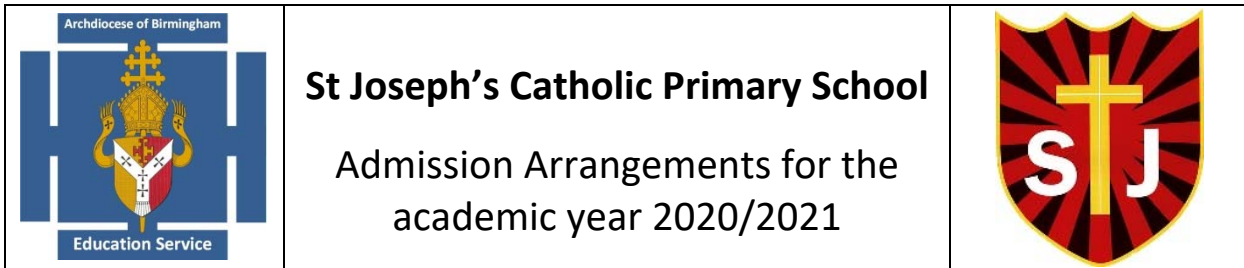 Archdiocese of Birmingham
Education Service
St Joseph’s Catholic Primary School
Admission Arrangements for the
academic year 2020/2021
S J